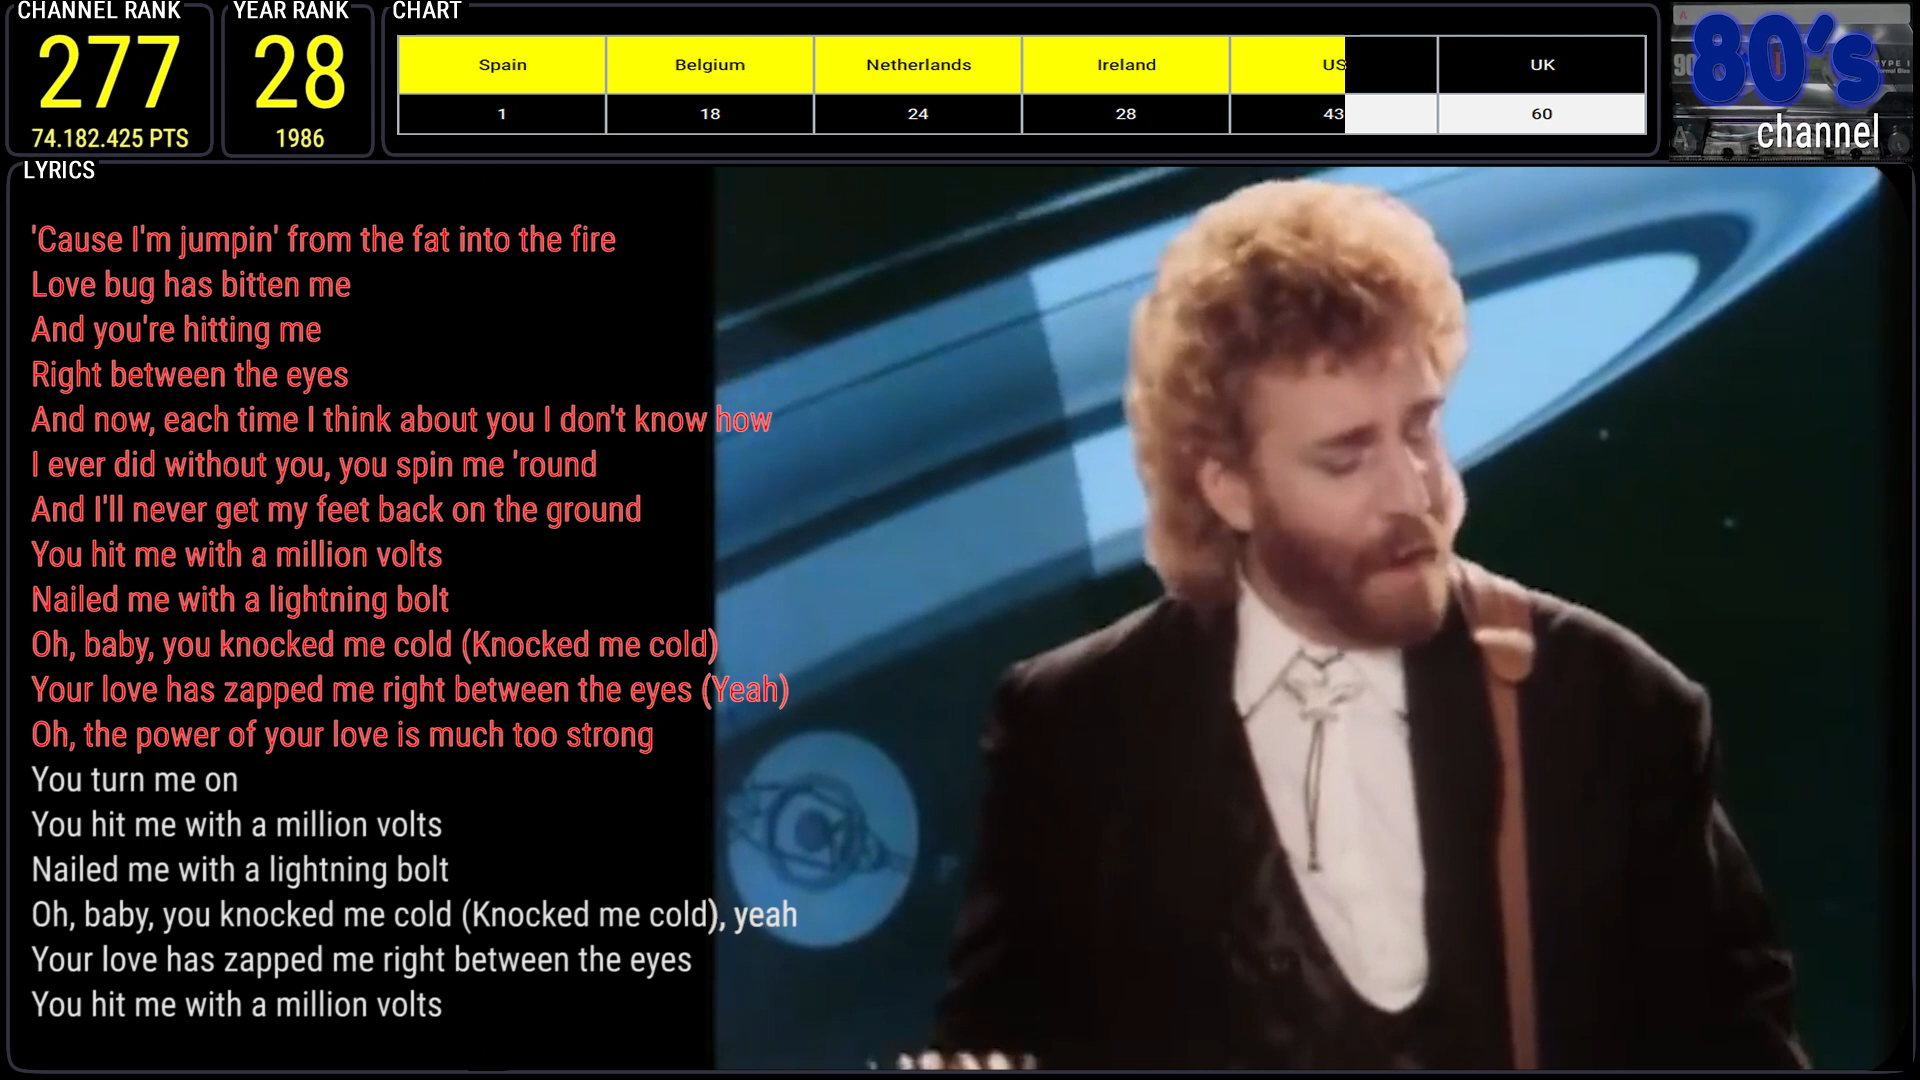 CHANNEL RANK
277
74.182.425 PTS
YEAR RANK
28
1986
CHART
Spain Belgium Netherlands Ireland US UK
1 18 24 28 43 60
A
90
TYPE I
Normal Bias
80's
channel
A
LYRICS
'Cause I'm jumpin' from the fat into the fire
Love bug has bitten me
And you're hitting me
Right between the eyes
And now, each time I think about you I don't know how
I ever did without you, you spin me 'round
And I'll never get my feet back on the ground
You hit me with a million volts
Nailed me with a lightning bolt
Oh, baby, you knocked me cold (Knocked me cold)
Your love has zapped me right between the eyes (Yeah)
Oh, the power of your love is much too strong
You turn me on
You hit me with a million volts
Nailed me with a lightning bolt
Oh, baby, you knocked me cold (Knocked me cold), yeah
Your love has zapped me right between the eyes
You hit me with a million volts